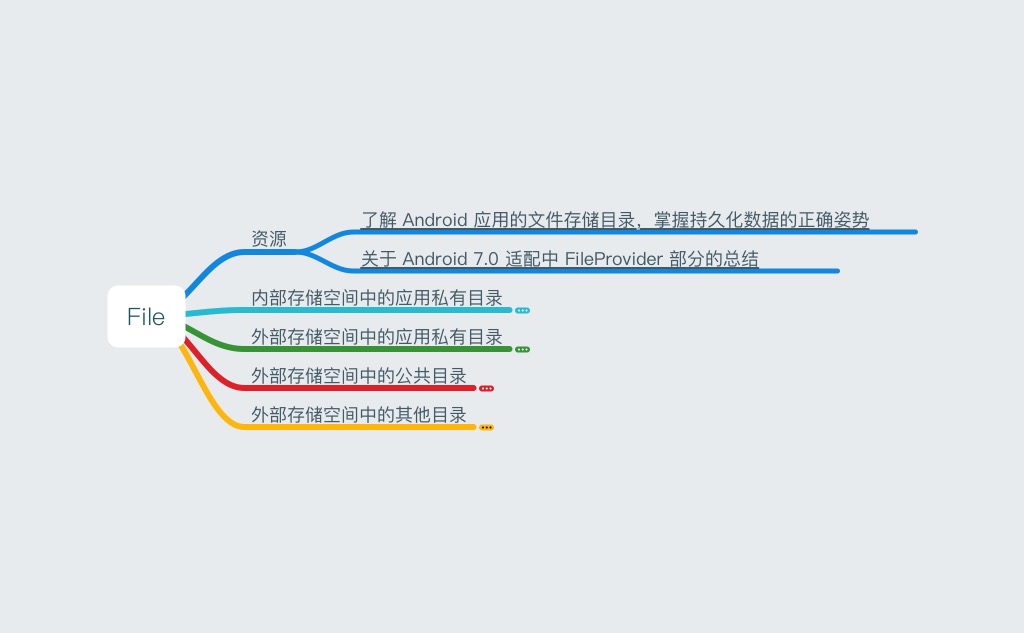 资源
了解 Android 应用的文件存储目录，掌握持久化数据的正确姿势
关于 Android 7.0 适配中 FileProvider 部分的总结
File
内部存储空间中的应用私有目录
外部存储空间中的应用私有目录
外部存储空间中的公共目录
外部存储空间中的其他目录